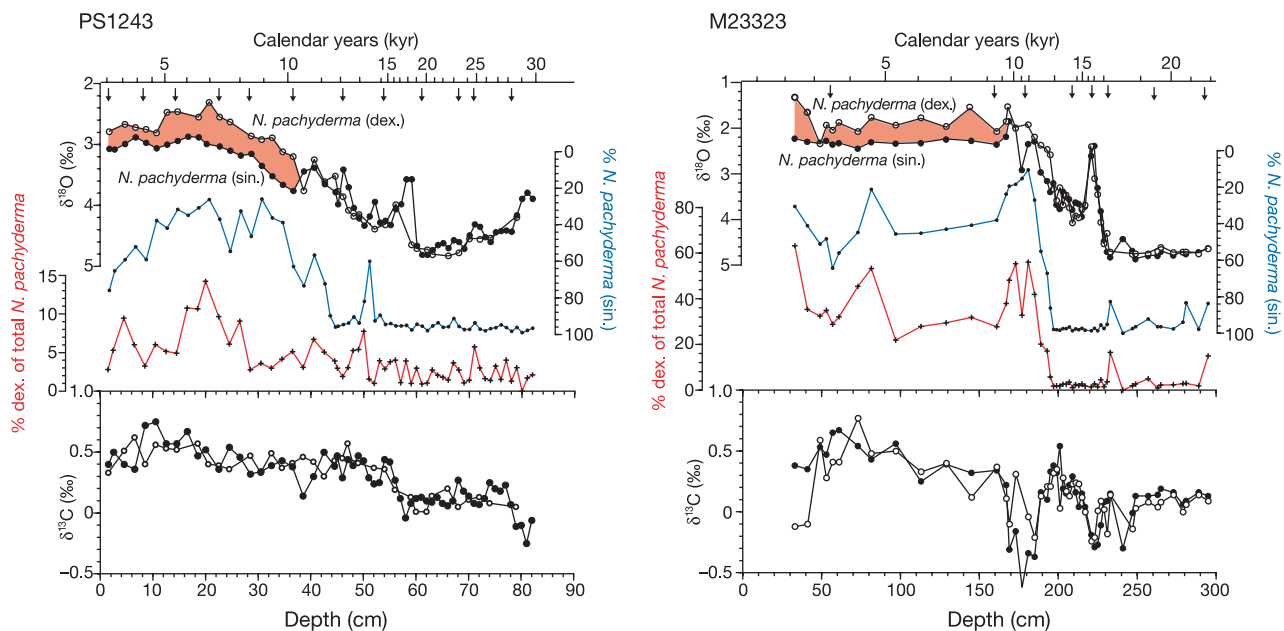 PS1243
Calendar years (kyr)
5 10 15 20 25 30
2
3
4
5
δ18O (‰)
N. pachyderma (dex.)
N. pachyderma (sin.)
0
20
40
60
80
100
% N. pachyderma
(sin.)
15
10
5
0
% dex. of total N. pachyderma
1.0
0.5
0
–0.5
δ13C (‰)
0 10 20 30 40 50 60 70 80 90
Depth (cm)
M23323
Calendar years (kyr)
5 10 15 20
1
2
3
4
5
δ18O (‰)
N. pachyderma (dex.)
N. pachyderma (sin.)
0
20
40
60
80
100
% N. pachyderma
(sin.)
80
60
40
20
0
% dex. of total N. pachyderma
1.0
0.5
0
–0.5
δ13C (‰)
0 50 100 150 200 250 300
Depth (cm)